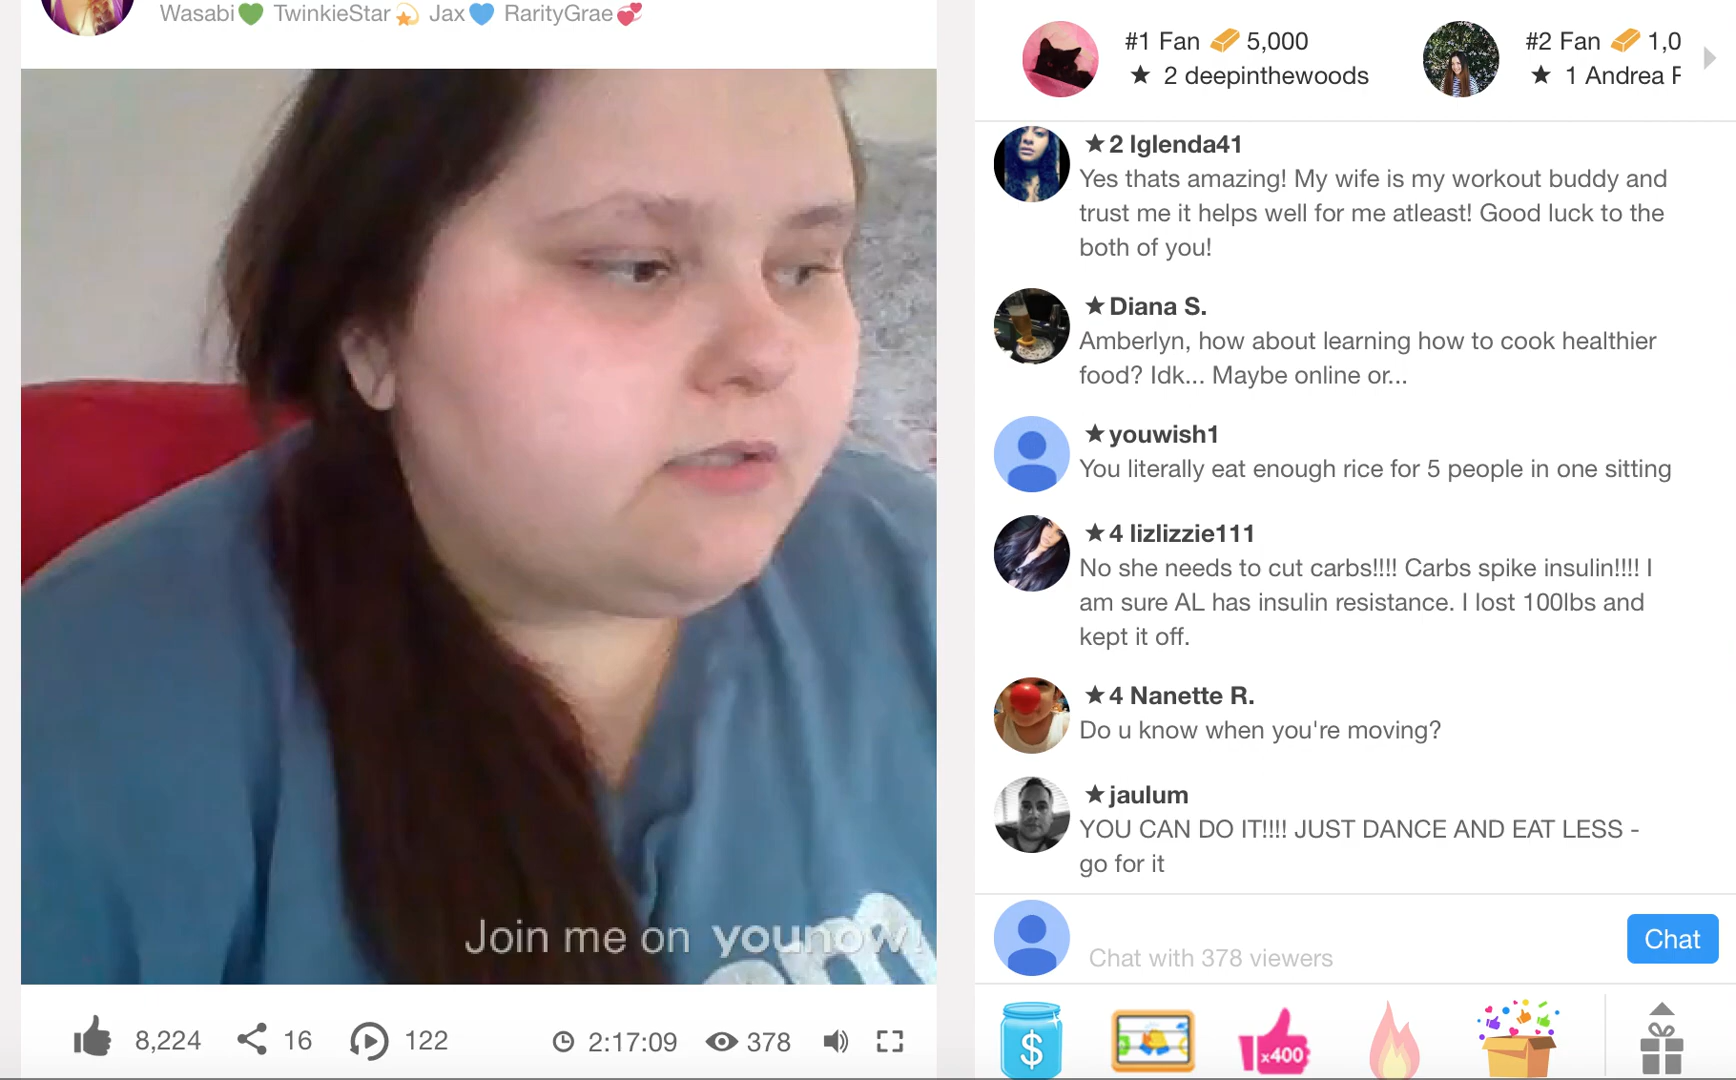 Wasabi💚 TwinkieStar💫 Jax💙 RarityGrae💞
#1 Fan 5,000
★ 2 deepinthewoods
#2 Fan 1,0
★ 1 Andrea F
★2 lglenda41
Yes thats amazing! My wife is my workout buddy and
trust me it helps well for me atleast! Good luck to the
both of you!
★Diana S.
Amberlyn, how about learning how to cook healthier
food? Idk... Maybe online or...
★youwish1
You literally eat enough rice for 5 people in one sitting
★4 lizlizzie111
No she needs to cut carbs!!!! Carbs spike insulin!!!! I
am sure AL has insulin resistance. I lost 100lbs and
kept it off.
★4 Nanette R.
Do u know when you're moving?
★jaulum
YOU CAN DO IT!!!! JUST DANCE AND EAT LESS -
go for it
Join me on younow!
Chat with 378 viewers
Chat
8,224
16
122
2:17:09
378
$
x400